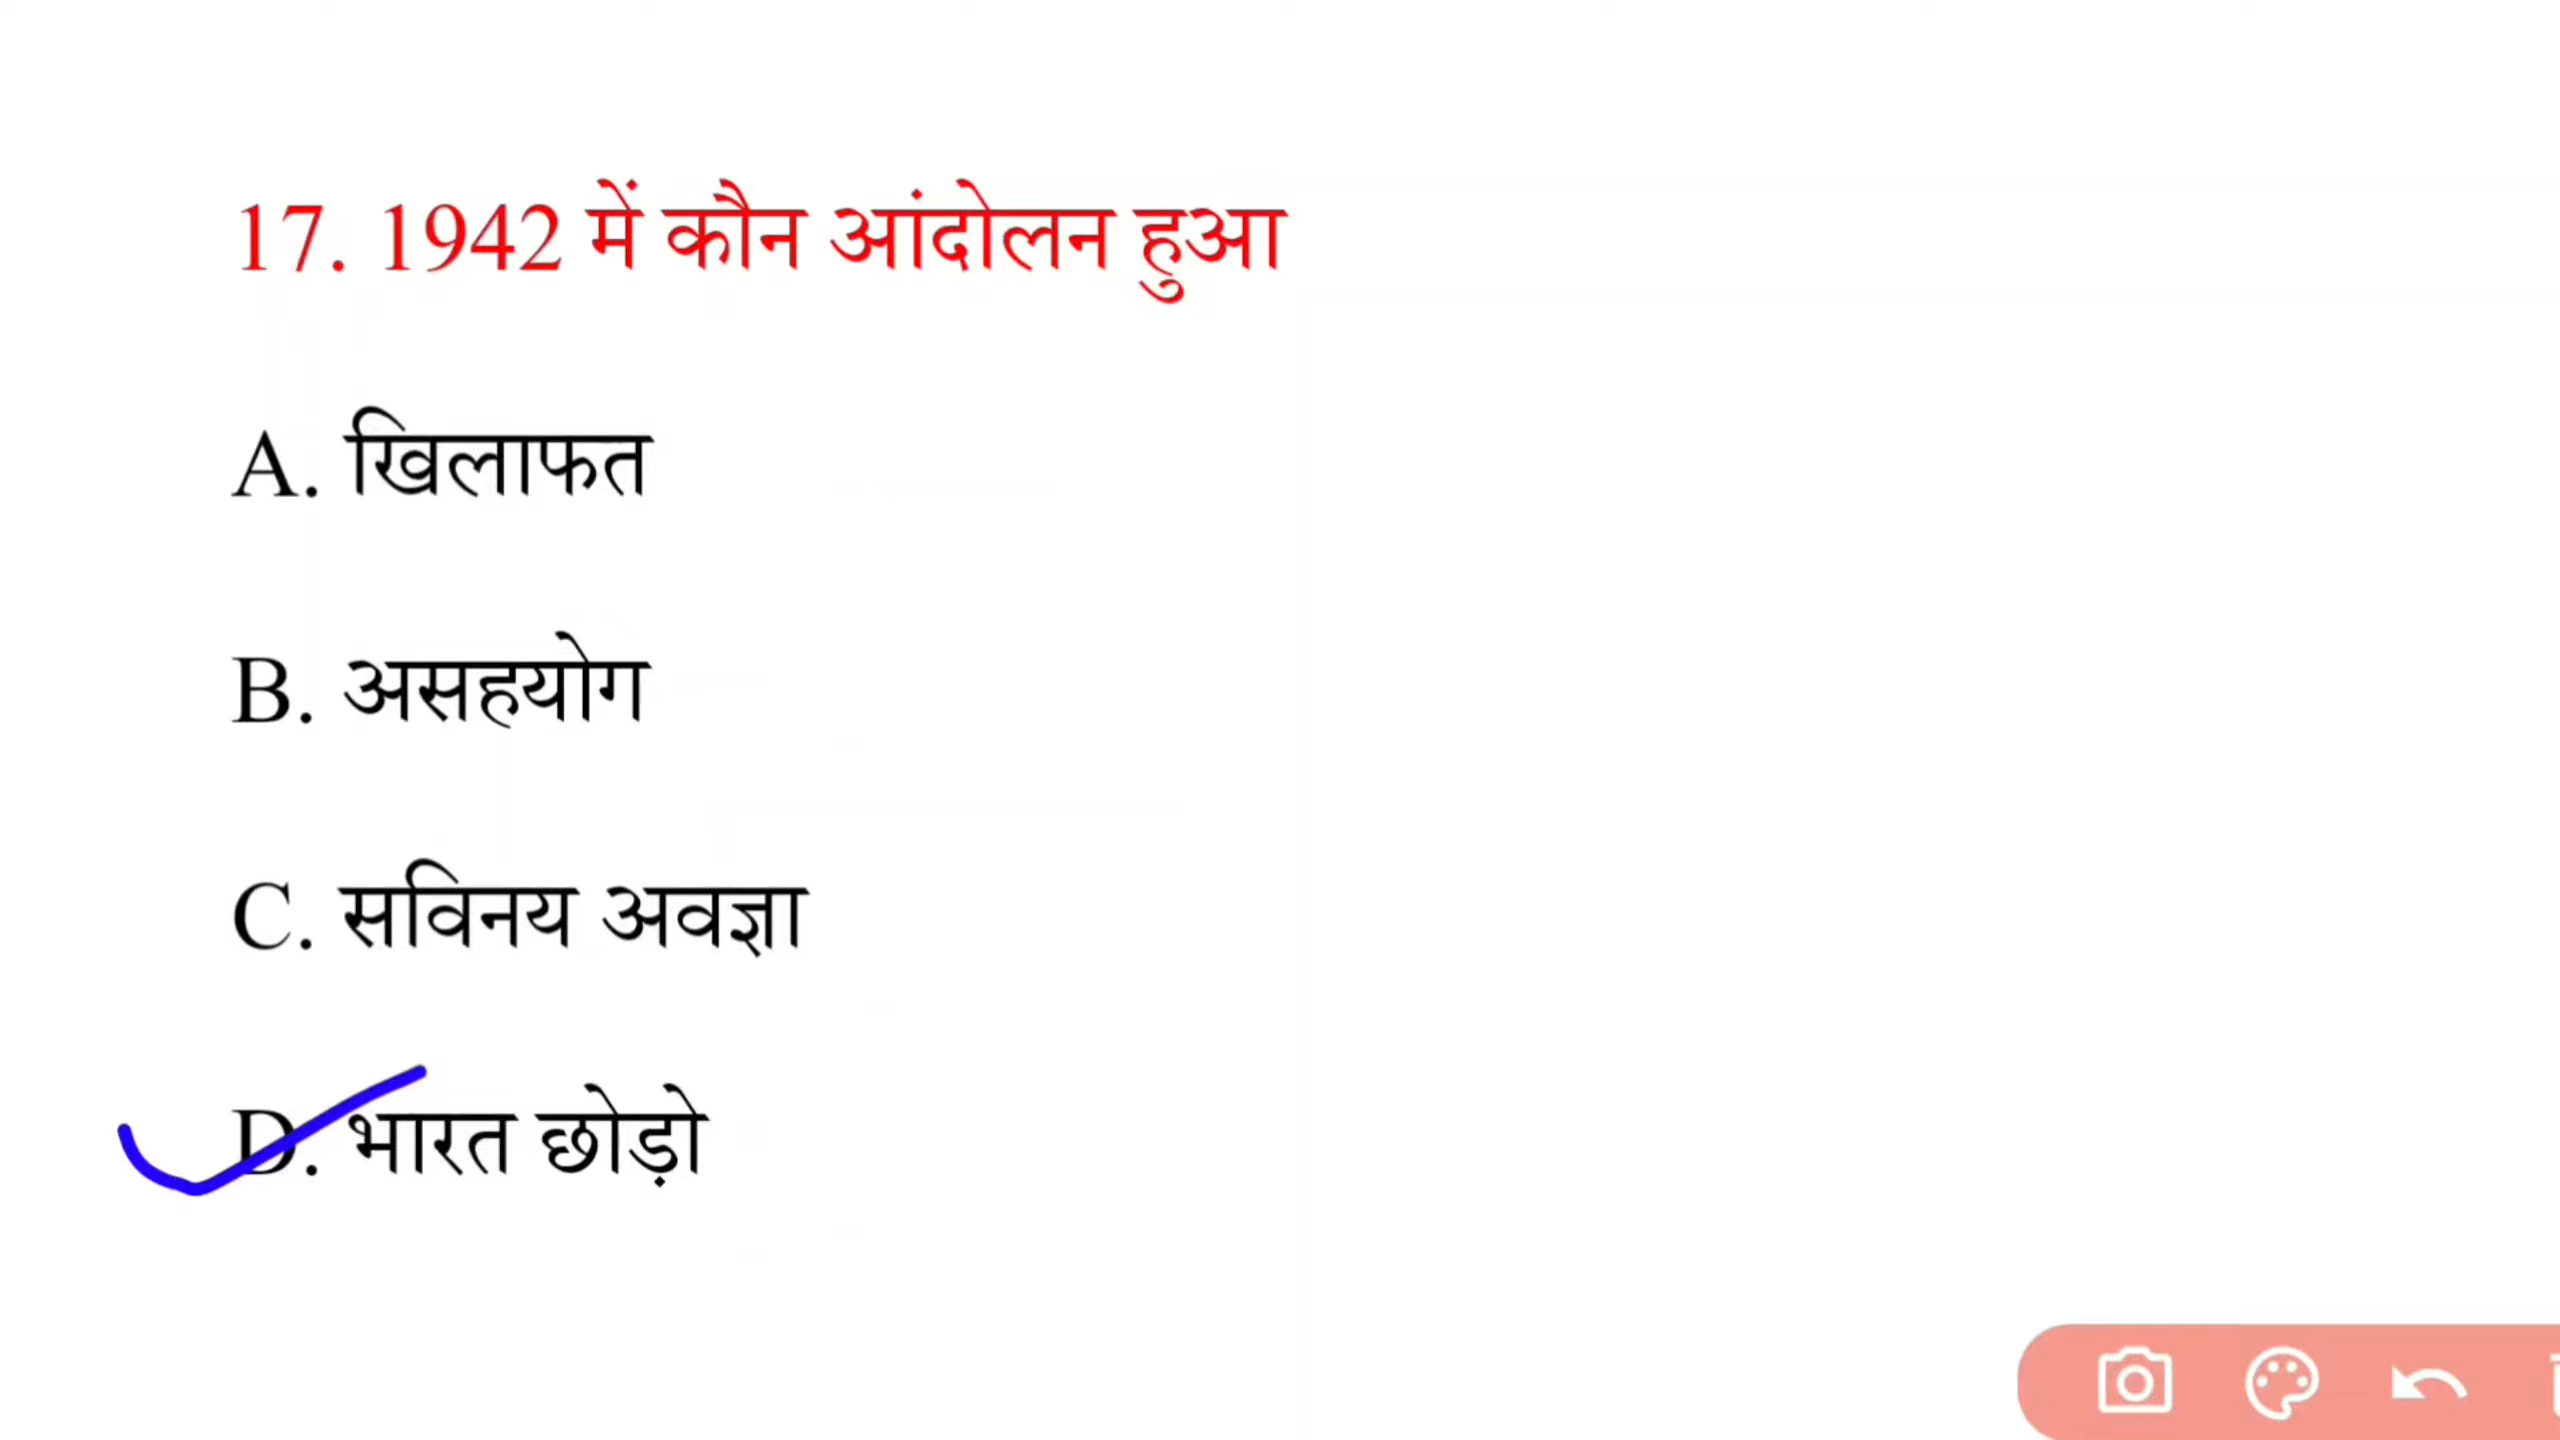 17. 1942 में कौन आंदोलन हुआ
A. खिलाफत
B. असहयोग
C. सविनय अवज्ञा
D. भारत छोड़ो